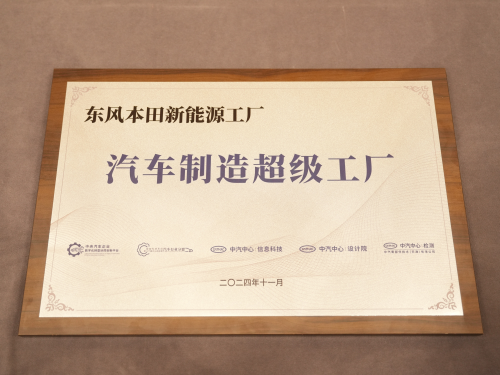 东风本田新能源工厂
汽车制造超级工厂
中汽中心·信息科技
中汽中心·设计院
中汽中心·检测
二〇二四年十一月